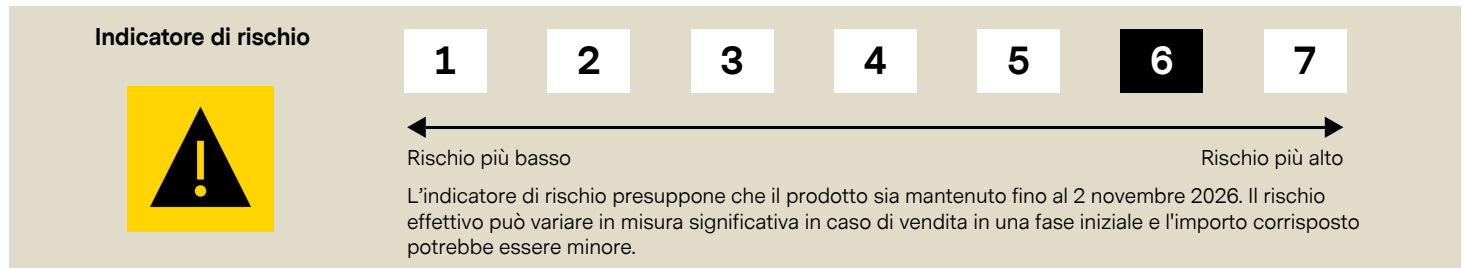 Indicatore di rischio
1 2 3 4 5 6 7
!
Rischio più basso Rischio più alto
L’indicatore di rischio presuppone che il prodotto sia mantenuto fino al 2 novembre 2026. Il rischio
effettivo può variare in misura significativa in caso di vendita in una fase iniziale e l'importo corrisposto
potrebbe essere minore.